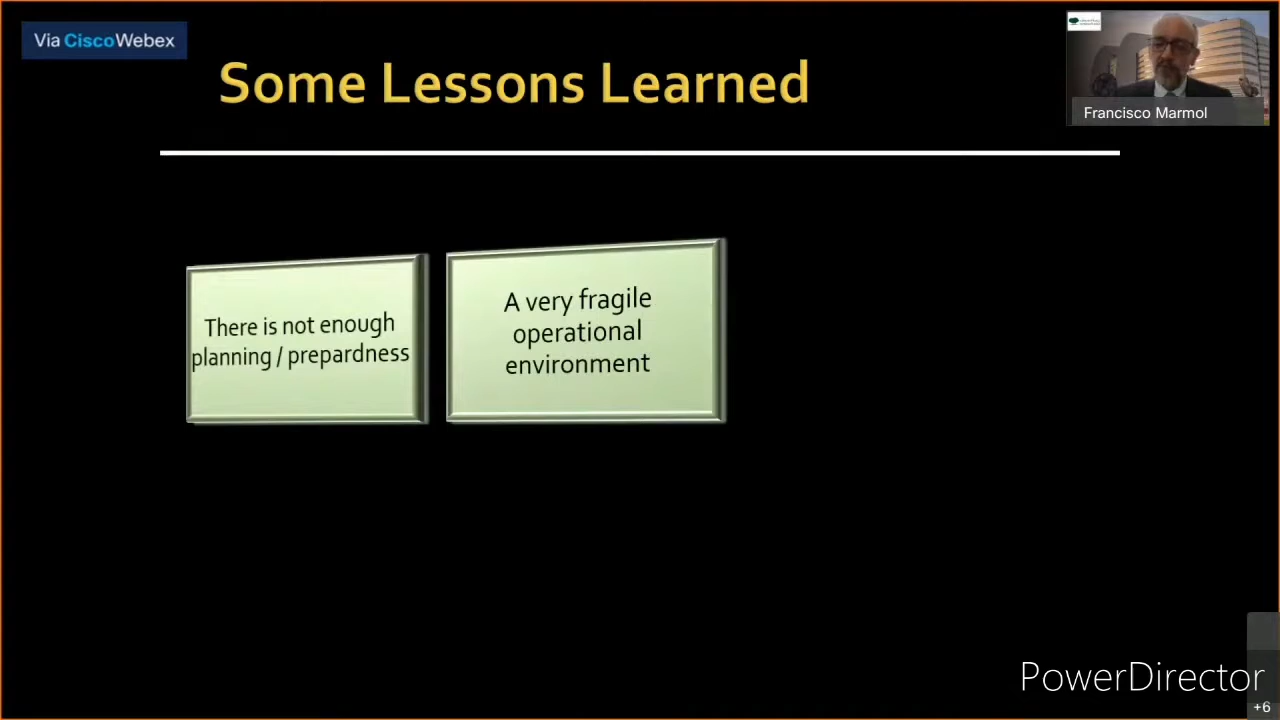 Via CiscoWebex
Some Lessons Learned
Francisco Marmol
There is not enough
planning / prepardness
A very fragile
operational
environment
PowerDirector
+6